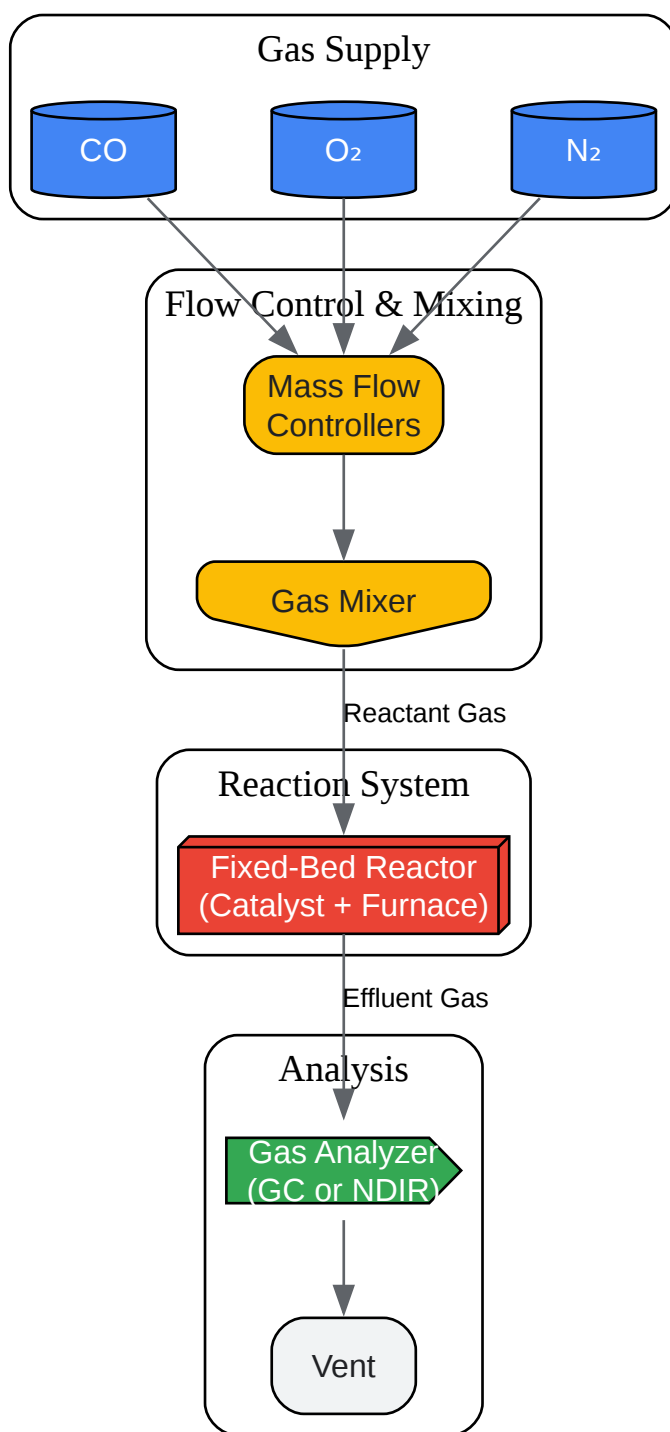 Gas Supply
CO
O₂
N₂
Flow Control & Mixing
Mass Flow
Controllers
Gas Mixer
Reactant Gas
Reaction System
Fixed-Bed Reactor
(Catalyst + Furnace)
Effluent Gas
Analysis
Gas Analyzer
(GC or NDIR)
Vent